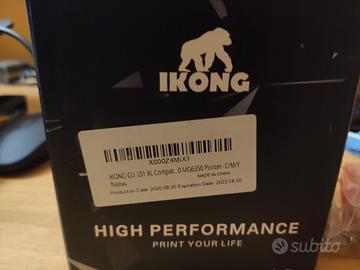 IKONG
X000Z4MIX1
IKONG CLI 551 XL Compat...0 MG6350 Printer- C/M/Y
New
MADE IN CHINA
Production Date: 2020.08.20 Expiration Date: 2022.08.20
HIGH PERFORMANCE
PRINT YOUR LIFE
subito